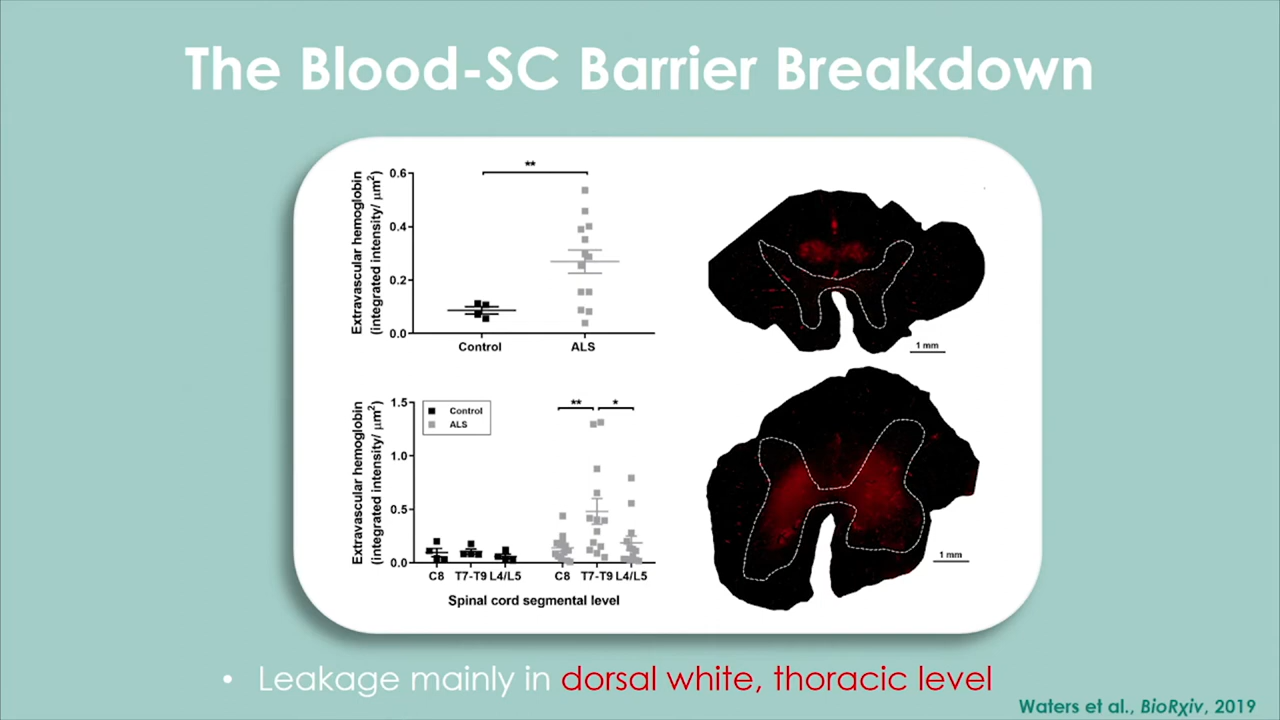 The Blood-SC Barrier Breakdown
Extravascular hemoglobin
(integrated intensity/ μm²)
0.6
0.4
0.2
0.0
**
Control
ALS
1 mm
Extravascular hemoglobin
(integrated intensity/ μm²)
1.5
1.0
0.5
0.0
Control
ALS
**
*
C8
T7-T9
L4/L5
C8
T7-T9
L4/L5
Spinal cord segmental level
1 mm
• Leakage mainly in dorsal white, thoracic level
Waters et al., BioRχiv, 2019